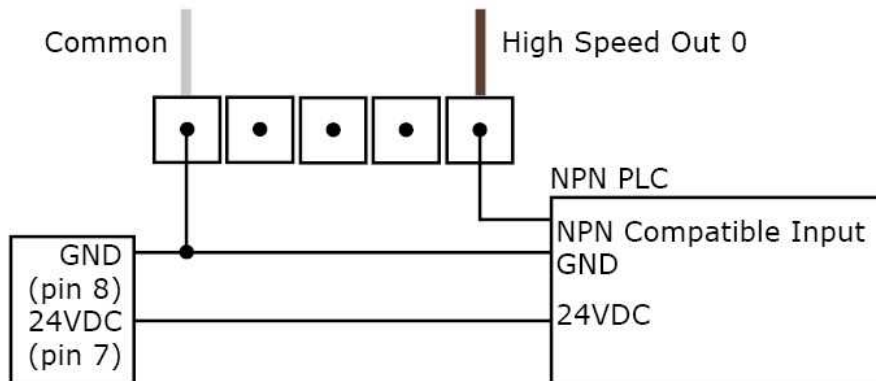 Common
High Speed Out 0
NPN PLC
NPN Compatible Input
GND
24VDC
GND
(pin 8)
24VDC
(pin 7)